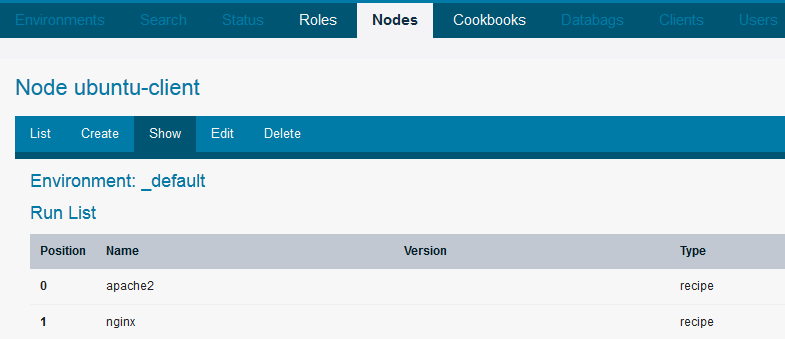 Environments Search Status Roles Nodes Cookbooks Databags Clients Users
Node ubuntu-client
List Create Show Edit Delete
Environment: _default
Run List
Position Name Version Type
0 apache2 recipe
1 nginx recipe